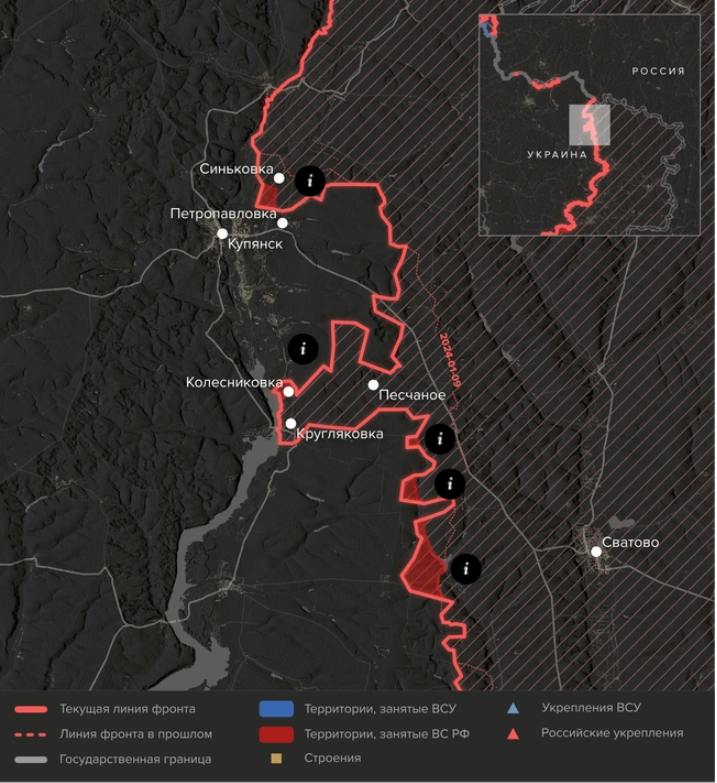 РОССИЯ
УКРАИНА
Синьковка
i
Петропавловка
Купянск
2024-01-09
i
Колесниковка
Песчаное
Кругляковка
i
i
Сватово
i
Текущая линия фронта
Территории, занятые ВСУ
Укрепления ВСУ
Линия фронта в прошлом
Территории, занятые ВС РФ
Российские укрепления
Государственная граница
Строения